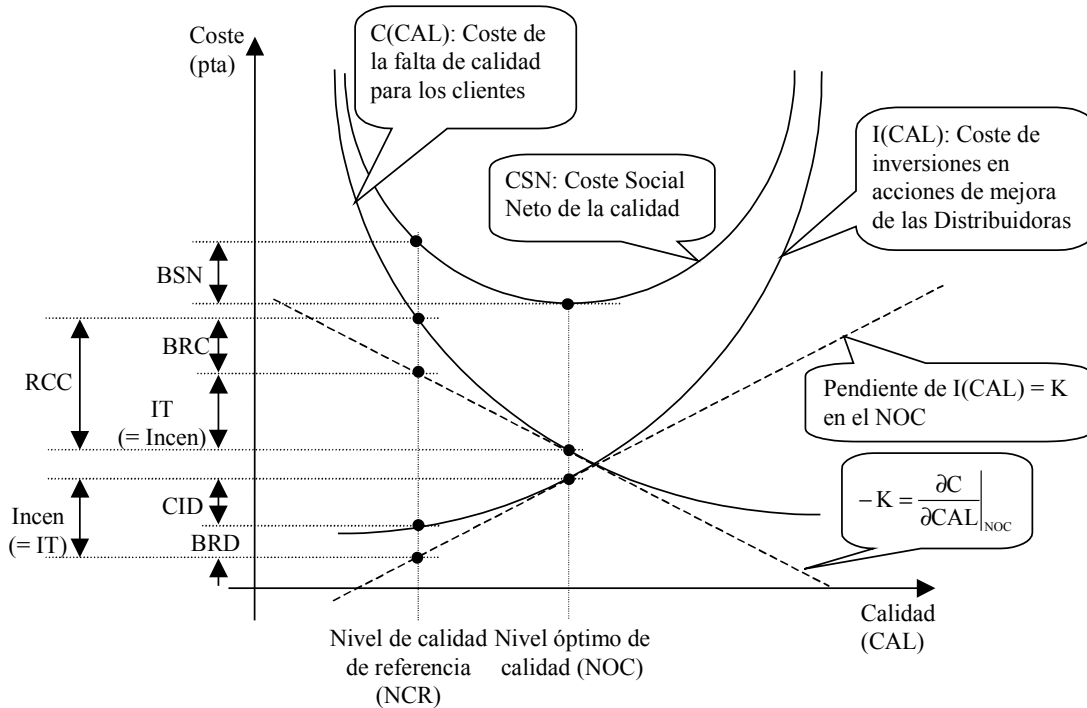 Coste
(pta)
C(CAL): Coste de
la falta de calidad
para los clientes
CSN: Coste Social
Neto de la calidad
I(CAL): Coste de
inversiones en
acciones de mejora
de las Distribuidoras
BSN
BRC
RCC
IT
(= Incen)
Pendiente de I(CAL) = K
en el NOC
CID
Incen
(= IT)
BRD
−K = ∂C/∂CAL|NOC
Nivel de calidad
de referencia
(NCR)
Nivel óptimo de
calidad (NOC)
Calidad
(CAL)